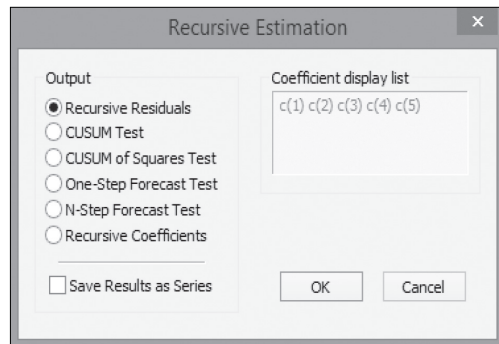 Recursive Estimation
x
Output
Recursive Residuals
CUSUM Test
CUSUM of Squares Test
One-Step Forecast Test
N-Step Forecast Test
Recursive Coefficients
Save Results as Series
Coefficient display list
c(1) c(2) c(3) c(4) c(5)
OK
Cancel